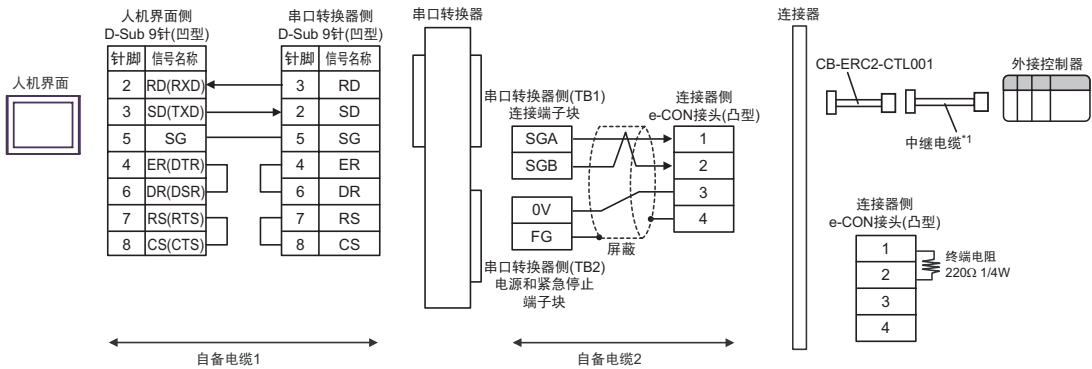 人机界面
人机界面侧
D-Sub 9针(凹型)
针脚 信号名称
2 RD(RXD)
3 SD(TXD)
5 SG
4 ER(DTR)
6 DR(DSR)
7 RS(RTS)
8 CS(CTS)
串口转换器侧
D-Sub 9针(凹型)
针脚 信号名称
3 RD
2 SD
5 SG
4 ER
6 DR
7 RS
8 CS
自备电缆1
串口转换器
串口转换器侧(TB1)
连接端子块
SGA
SGB
0V
FG
串口转换器侧(TB2)
电源和紧急停止
端子块
屏蔽
连接器侧
e-CON接头(凸型)
1
2
3
4
自备电缆2
连接器
CB-ERC2-CTL001
中继电缆*1
外接控制器
连接器侧
e-CON接头(凸型)
1
2
3
4
终端电阻
220Ω 1/4W